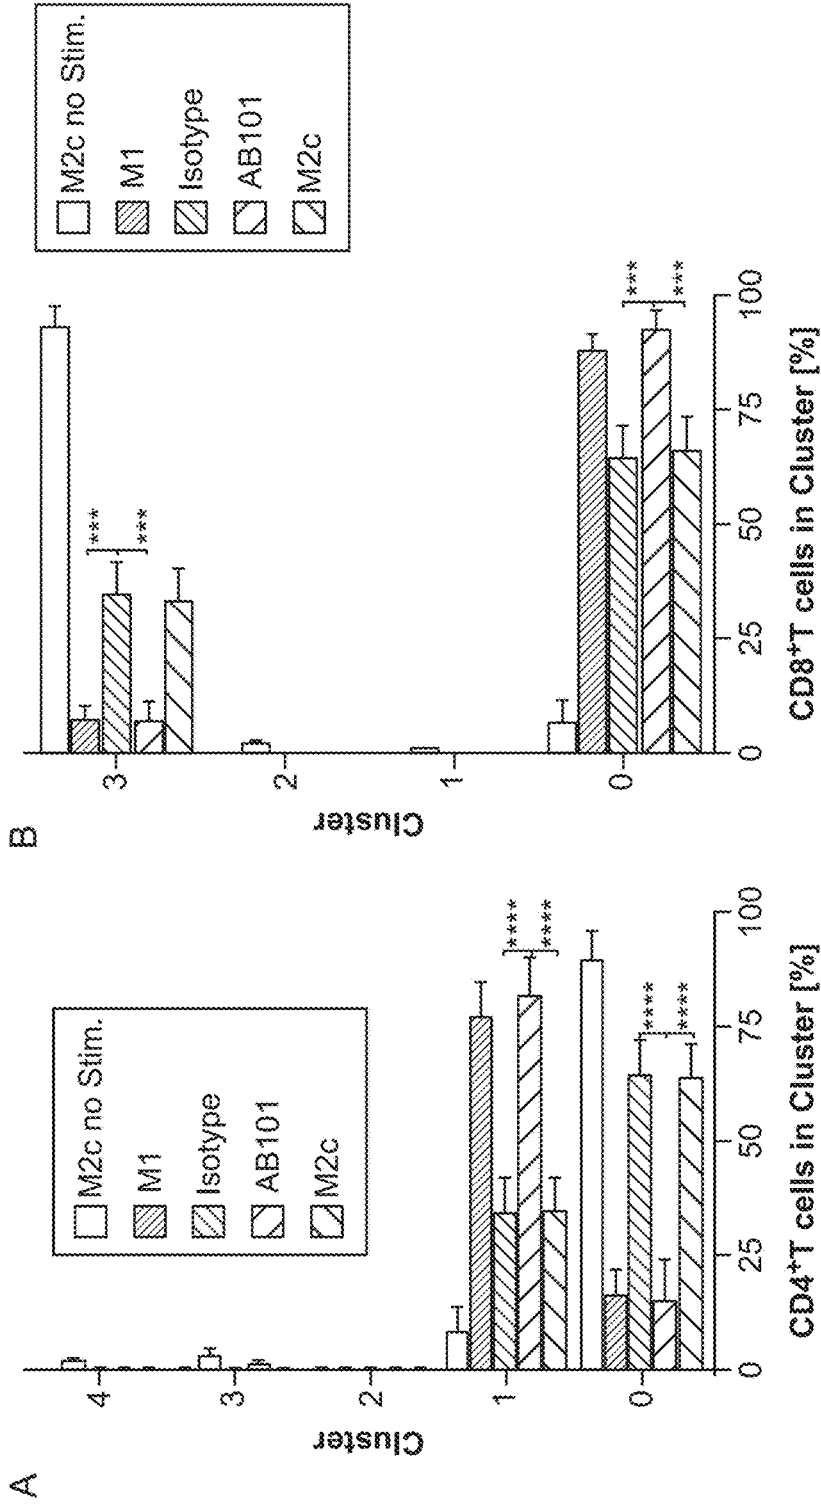 A
M2c no Stim.
M1
Isotype
AB101
M2c
Cluster
4
3
2
1
0
****
****
****
****
0
25
50
75
100
CD4⁺T cells in Cluster [%]
B
M2c no Stim.
M1
Isotype
AB101
M2c
Cluster
3
2
1
0
***
***
***
***
0
25
50
75
100
CD8⁺T cells in Cluster [%]